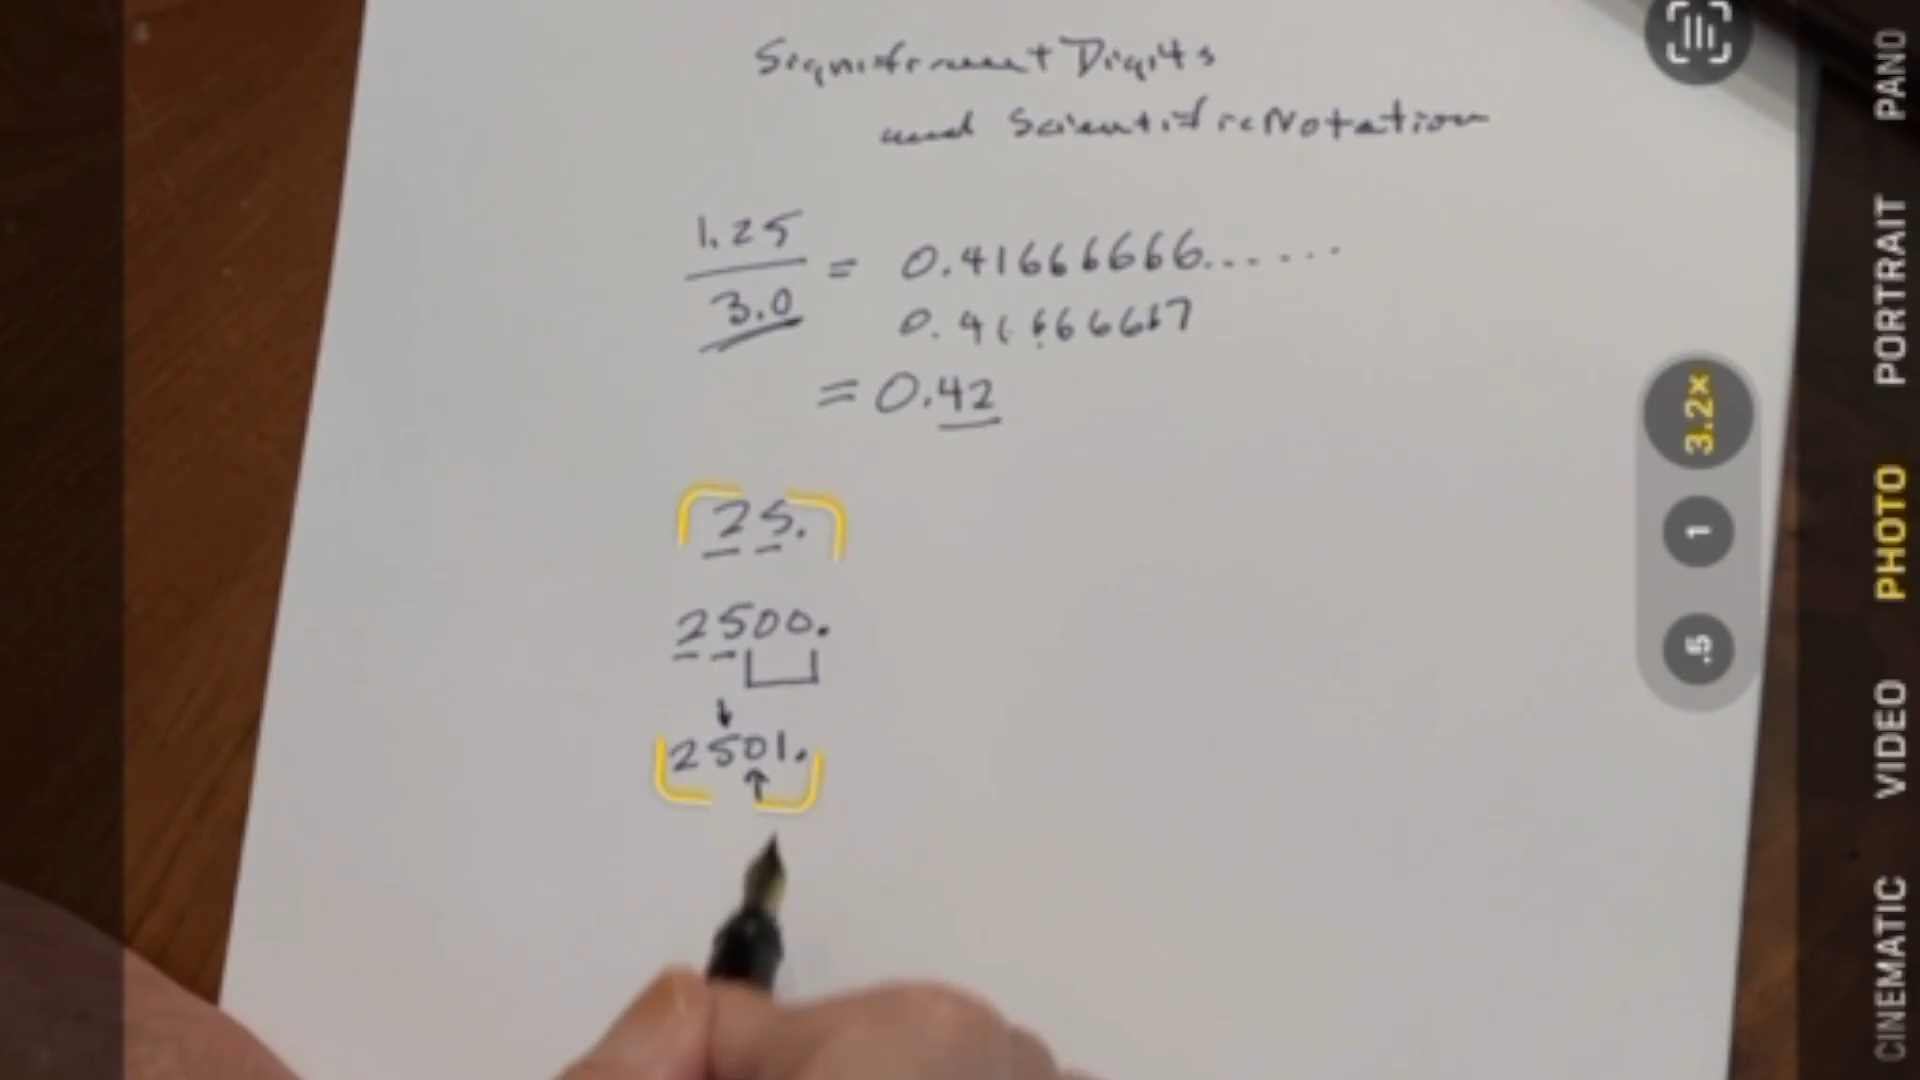 Significant Digits
and Scientific Notation
1.25
3.0
= 0.41666666......
0.41666667
= 0.42
25.
2500.
2501.
PANO
PORTRAIT
PHOTO
VIDEO
CINEMATIC
3.2×
1
.5